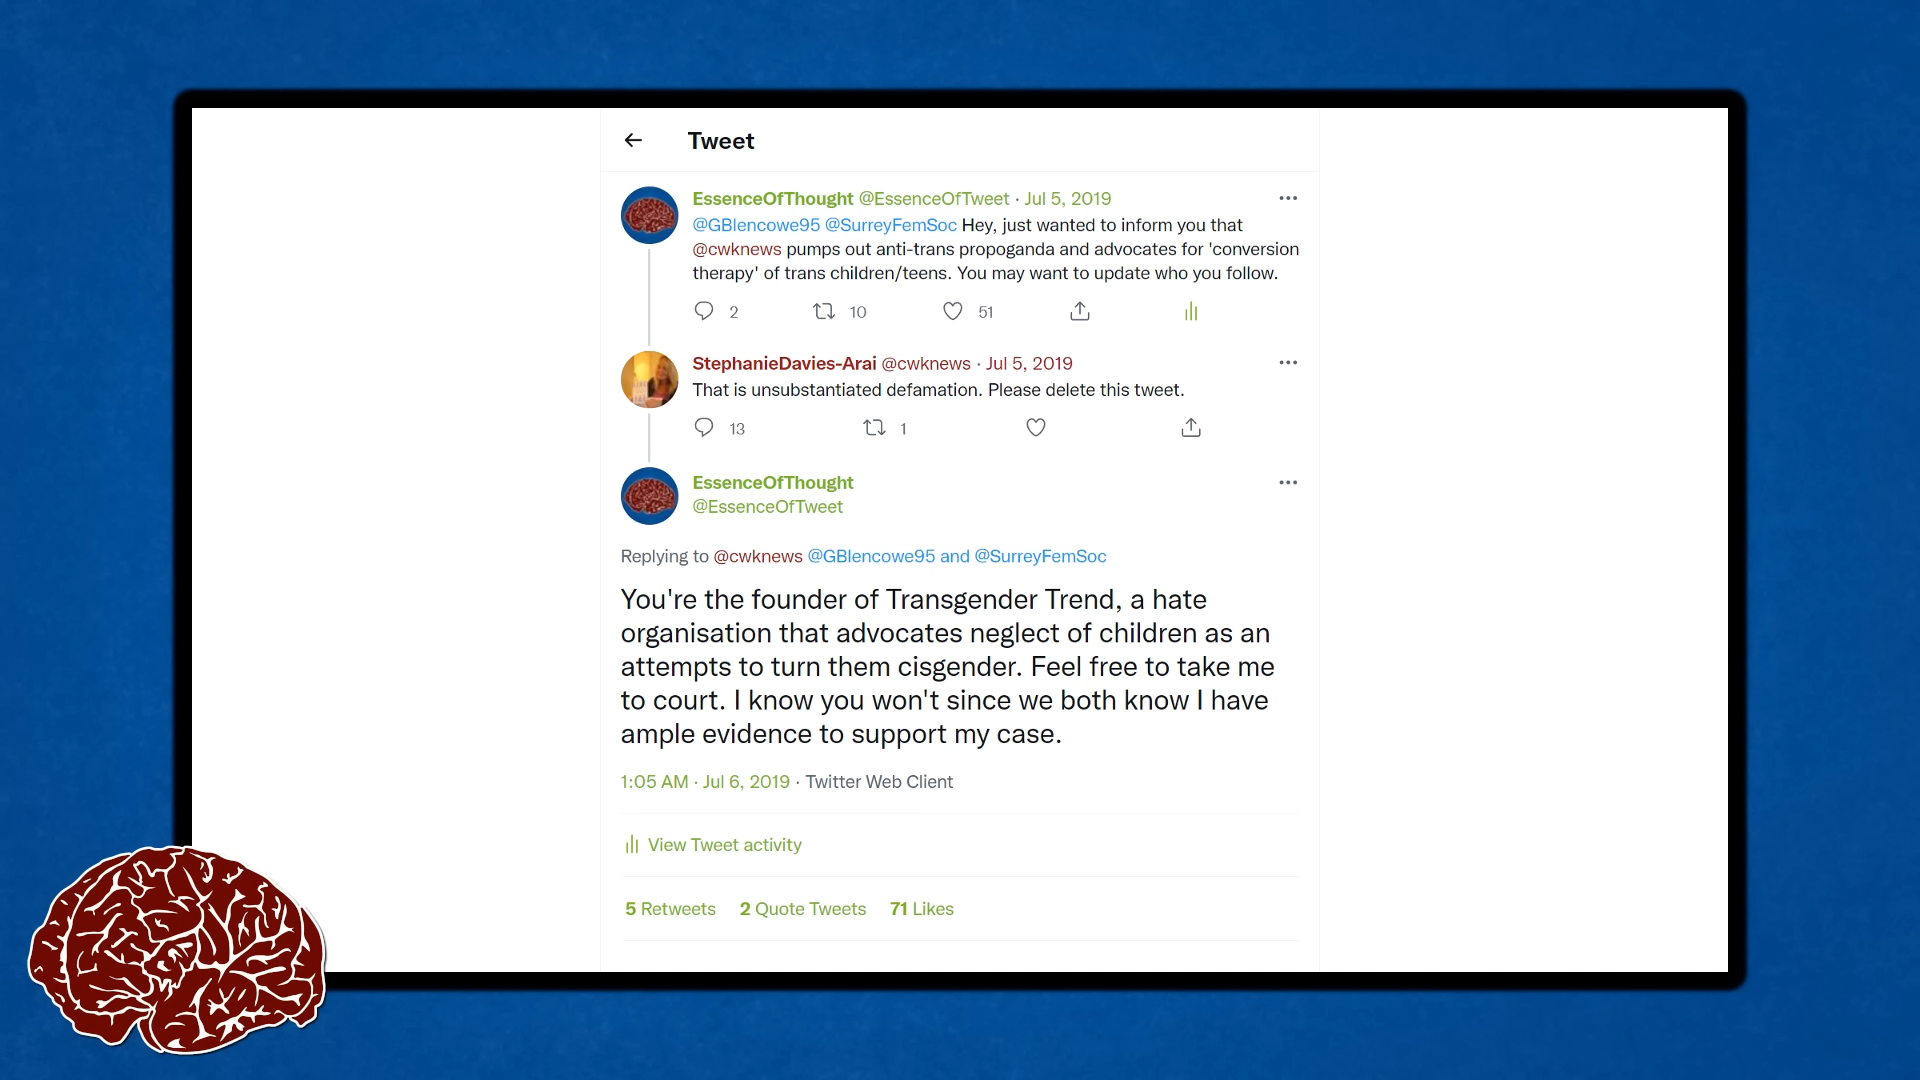 Tweet
EssenceOfThought @EssenceOfTweet · Jul 5, 2019
@GBlencowe95 @SurreyFemSoc Hey, just wanted to inform you that
@cwknews pumps out anti-trans propoganda and advocates for 'conversion
therapy' of trans children/teens. You may want to update who you follow.
2 10 51
StephanieDavies-Arai @cwknews · Jul 5, 2019
That is unsubstantiated defamation. Please delete this tweet.
13 1
EssenceOfThought
@EssenceOfTweet
Replying to @cwknews @GBlencowe95 and @SurreyFemSoc
You're the founder of Transgender Trend, a hate
organisation that advocates neglect of children as an
attempts to turn them cisgender. Feel free to take me
to court. I know you won't since we both know I have
ample evidence to support my case.
1:05 AM · Jul 6, 2019 · Twitter Web Client
View Tweet activity
5 Retweets 2 Quote Tweets 71 Likes